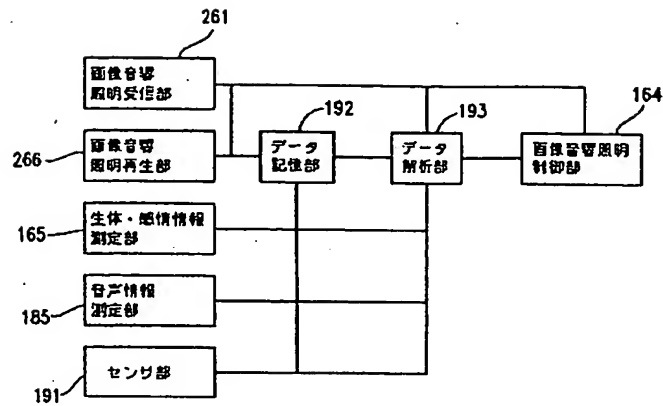 261
画像音響
照明受信部
192
193
164
画像音響
照明再生部
266
データ
記憶部
データ
解析部
画像音響照明
制御部
生体・感情情報
測定部
165
音声情報
測定部
185
センサ部
191